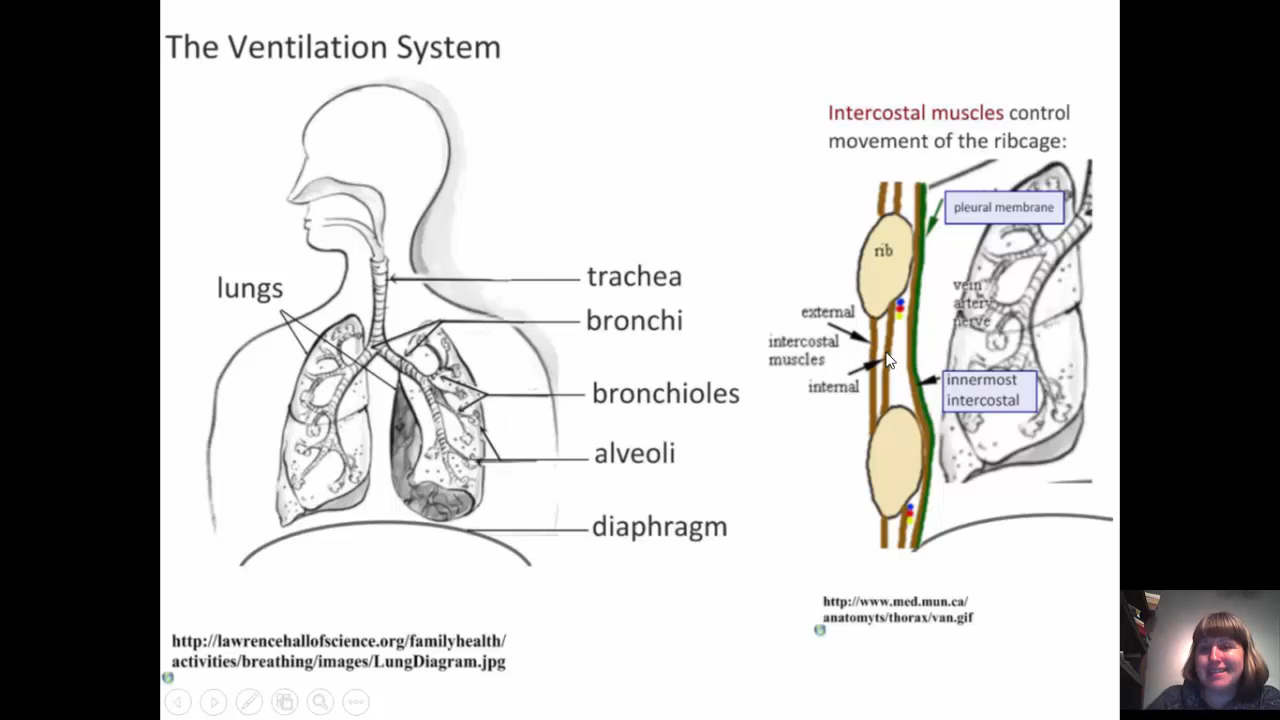 The Ventilation System
lungs
trachea
bronchi
bronchioles
alveoli
diaphragm
http://lawrencehallofscience.org/familyhealth/
activities/breathing/images/LungDiagram.jpg
Intercostal muscles control
movement of the ribcage:
pleural membrane
rib
vein
artery
nerve
external
intercostal
muscles
internal
innermost
intercostal
http://www.med.mun.ca/
anatomyts/thorax/van.gif